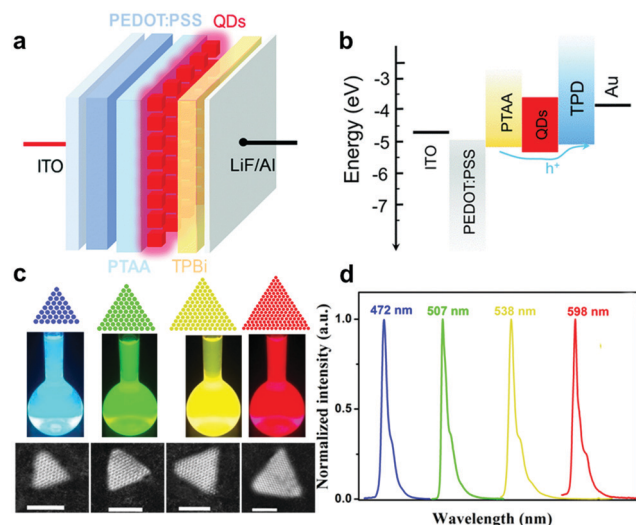 a
PEDOT:PSS QDs
ITO
LiF/Al
PTAA TPBi
b
Energy (eV)
-3
-4
-5
-6
-7
ITO
PEDOT:PSS
PTAA
QDs
TPD
Au
h+
c
d
Normalized intensity (a.u.)
1.0
0.5
0.0
472 nm 507 nm 538 nm 598 nm
Wavelength (nm)